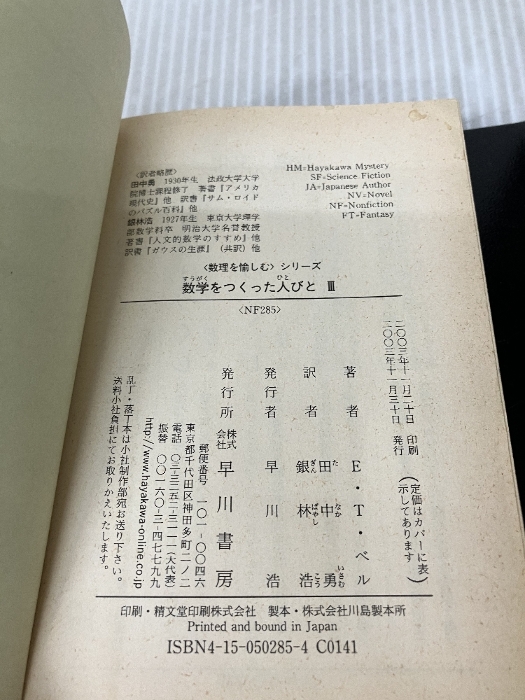 〈訳者略歴〉
田中勇 1930年生 法政大学大学
院博士課程修了 著書『アメリカ
現代史』他 訳書『サム・ロイド
のパズル百科』他
銀林浩 1927年生 東京大学理学
部数学科卒 明治大学名誉教授
著書『人文的数学のすすめ』他
訳書『ガウスの生涯』(共訳)他
HM=Hayakawa Mystery
SF=Science Fiction
JA=Japanese Author
NV=Novel
NF=Nonfiction
FT=Fantasy
〈数理を愉しむ〉シリーズ
数学をつくった人びと Ⅲ
〈NF285〉
二〇〇三年十一月二十日 印刷
二〇〇三年十一月三十日 発行
(定価はカバーに表示してあります)
著者 E・T・ベル
訳者 田中勇
銀林浩
発行者 早川浩
発行所 株式会社 早川書房
郵便番号 一〇一-〇〇四六
東京都千代田区神田多町二ノ二
電話 〇三-三二五二-三一一一(大代表)
振替 〇〇一六〇-三-四七七九九
http://www.hayakawa-online.co.jp
乱丁・落丁本は小社制作部宛お送り下さい。
送料小社負担にてお取りかえいたします。
印刷・精文堂印刷株式会社 製本・株式会社川島製本所
Printed and bound in Japan
ISBN4-15-050285-4 C0141